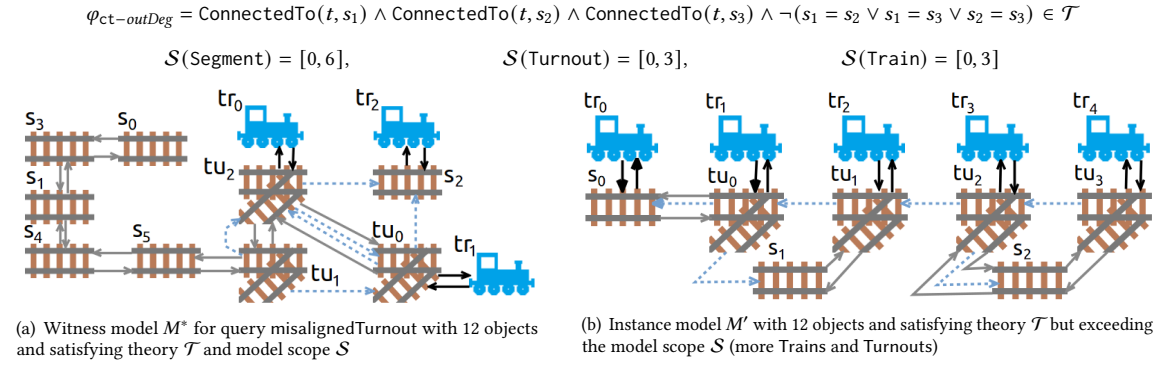 φct−outDeg = ConnectedTo(t, s1) ∧ ConnectedTo(t, s2) ∧ ConnectedTo(t, s3) ∧ ¬(s1 = s2 ∨ s1 = s3 ∨ s2 = s3) ∈ 𝒯
𝒮(Segment) = [0, 6], 𝒮(Turnout) = [0, 3], 𝒮(Train) = [0, 3]
tr0 tr2
s3 s0
tu2 s2
s1
s4 s5 tu0
tu1 tr1
tr0 tr1 tr2 tr3 tr4
s0 tu0 tu1 tu2 tu3
s1 s2
(a) Witness model M* for query misalignedTurnout with 12 objects
and satisfying theory 𝒯 and model scope 𝒮
(b) Instance model M′ with 12 objects and satisfying theory 𝒯 but exceeding
the model scope 𝒮 (more Trains and Turnouts)